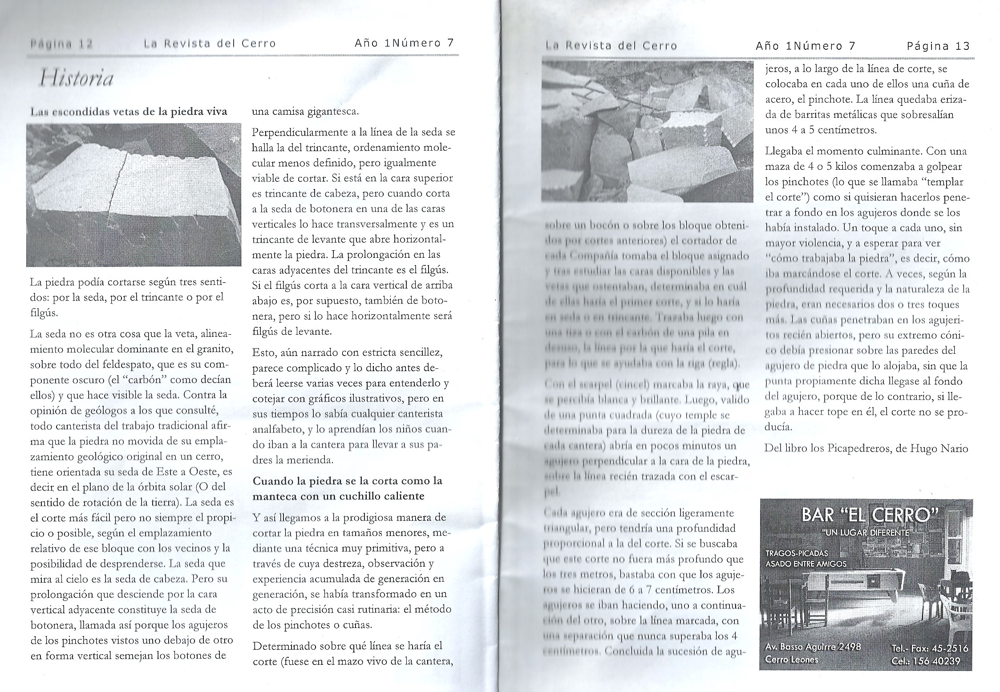 Página 12 La Revista del Cerro Año 1Número 7
Historia
Las escondidas vetas de la piedra viva
La piedra podía cortarse según tres senti-
dos: por la seda, por el trincante o por el
filgús.
La seda no es otra cosa que la veta, alinea-
miento molecular dominante en el granito,
sobre todo del feldespato, que es su com-
ponente oscuro (el “carbón” como decían
ellos) y que hace visible la seda. Contra la
opinión de geólogos a los que consulté,
todo canterista del trabajo tradicional afir-
ma que la piedra no movida de su empla-
zamiento geológico original en un cerro,
tiene orientada su seda de Este a Oeste, es
decir, en el plano de la órbita solar (O del
sentido de rotación de la tierra). La seda es
el corte más fácil pero no siempre el propi-
cio o posible, según el emplazamiento
relativo de ese bloque con los vecinos y la
posibilidad de desprenderse. La seda que
mira al cielo es la seda de cabeza. Pero su
prolongación que desciende por la cara
vertical adyacente constituye la seda de
botonera, llamada así porque los agujeros
de los pinchotes vistos uno debajo de otro
en forma vertical semejan los botones de
una camisa gigantesca.
Perpendicularmente a la línea de la seda se
halla la del trincante, ordenamiento mole-
cular menos definido, pero igualmente
viable de cortar. Si está en la cara superior
es trincante de cabeza, pero cuando corta
a la seda de botonera en una de las caras
verticales lo hace transversalmente y es un
trincante de levante que abre horizontal-
mente la piedra. La prolongación en las
caras adyacentes del trincante es el filgús.
Si el filgús corta a la cara vertical de arriba
abajo es, por supuesto, también de boto-
nera, pero si lo hace horizontalmente será
filgús de levante.
Esto, aún narrado con estricta sencillez,
parece complicado y lo dicho antes de-
berá leerse varias veces para entenderlo y
cotejar con gráficos ilustrativos, pero en
sus tiempos lo sabía cualquier canterista
analfabeto, y lo aprendían los niños cuan-
do iban a la cantera para llevar a sus pa-
dres la merienda.
Cuando la piedra se la corta como la
manteca con un cuchillo caliente
Y así llegamos a la prodigiosa manera de
cortar la piedra en tamaños menores, me-
diante una técnica muy primitiva, pero a
través de cuya destreza, observación y
experiencia acumulada de generación en
generación, se había transformado en un
acto de precisión casi rutinaria: el método
de los pinchotes o cuñas.
Determinado sobre qué línea se haría el
corte (fuese en el mazo vivo de la cantera,
La Revista del Cerro Año 1Número 7 Página 13
sobre un bocón o sobre los bloque obteni-
dos por cortes anteriores) el cortador de
cada Compañía tomaba el bloque asignado
y tras estudiar las caras disponibles y las
vetas que ostentaban, determinaba en cuál
de ellas haría el primer corte, y si lo haría
en seda o en trincante. Trazaba luego con
una tiza o con el carbón de una pila en
desuso, la línea por la que haría el corte,
para lo que se ayudaba con la riga (regla).
Con el scarpel (cincel) marcaba la raya, que
se percibía blanca y brillante. Luego, valido
de una punta cuadrada (cuyo temple se
determinaba para la dureza de la piedra de
cada cantera) abría en pocos minutos un
agujero perpendicular a la cara de la piedra,
sobre la línea recién trazada con el escar-
pel.
Cada agujero era de sección ligeramente
triangular, pero tendría una profundidad
proporcional a la del corte. Si se buscaba
que este corte no fuera más profundo que
los tres metros, bastaba con que los aguje-
ros se hicieran de 6 a 7 centímetros. Los
agujeros se iban haciendo, uno a continua-
ción del otro, sobre la línea marcada, con
una separación que nunca superaba los 4
centímetros. Concluida la sucesión de agu-
jeros, a lo largo de la línea de corte, se
colocaba en cada uno de ellos una cuña de
acero, el pinchote. La línea quedaba eriza-
da de barritas metálicas que sobresalían
unos 4 a 5 centímetros.
Llegaba el momento culminante. Con una
maza de 4 o 5 kilos comenzaba a golpear
los pinchotes (lo que se llamaba “templar
el corte”) como si quisieran hacerlos pene-
trar a fondo en los agujeros donde se los
había instalado. Un toque a cada uno, sin
mayor violencia, y a esperar para ver
“cómo trabajaba la piedra”, es decir, cómo
iba marcándose el corte. A veces, según la
profundidad requerida y la naturaleza de la
piedra, eran necesarios dos o tres toques
más. Las cuñas penetraban en los agujeri-
tos recién abiertos, pero su extremo cóni-
co debía presionar sobre las paredes del
agujero de piedra que lo alojaba, sin que la
punta propiamente dicha llegase al fondo
del agujero, porque de lo contrario, si lle-
gaba a hacer tope en él, el corte no se pro-
ducía.
Del libro los Picapedreros, de Hugo Nario
BAR “EL CERRO”
“UN LUGAR DIFERENTE”
TRAGOS-PICADAS
ASADO ENTRE AMIGOS
Av. Basso Aguirre 2498
Cerro Leones
Tel.- Fax: 45-2516
Cel.: 156 40239